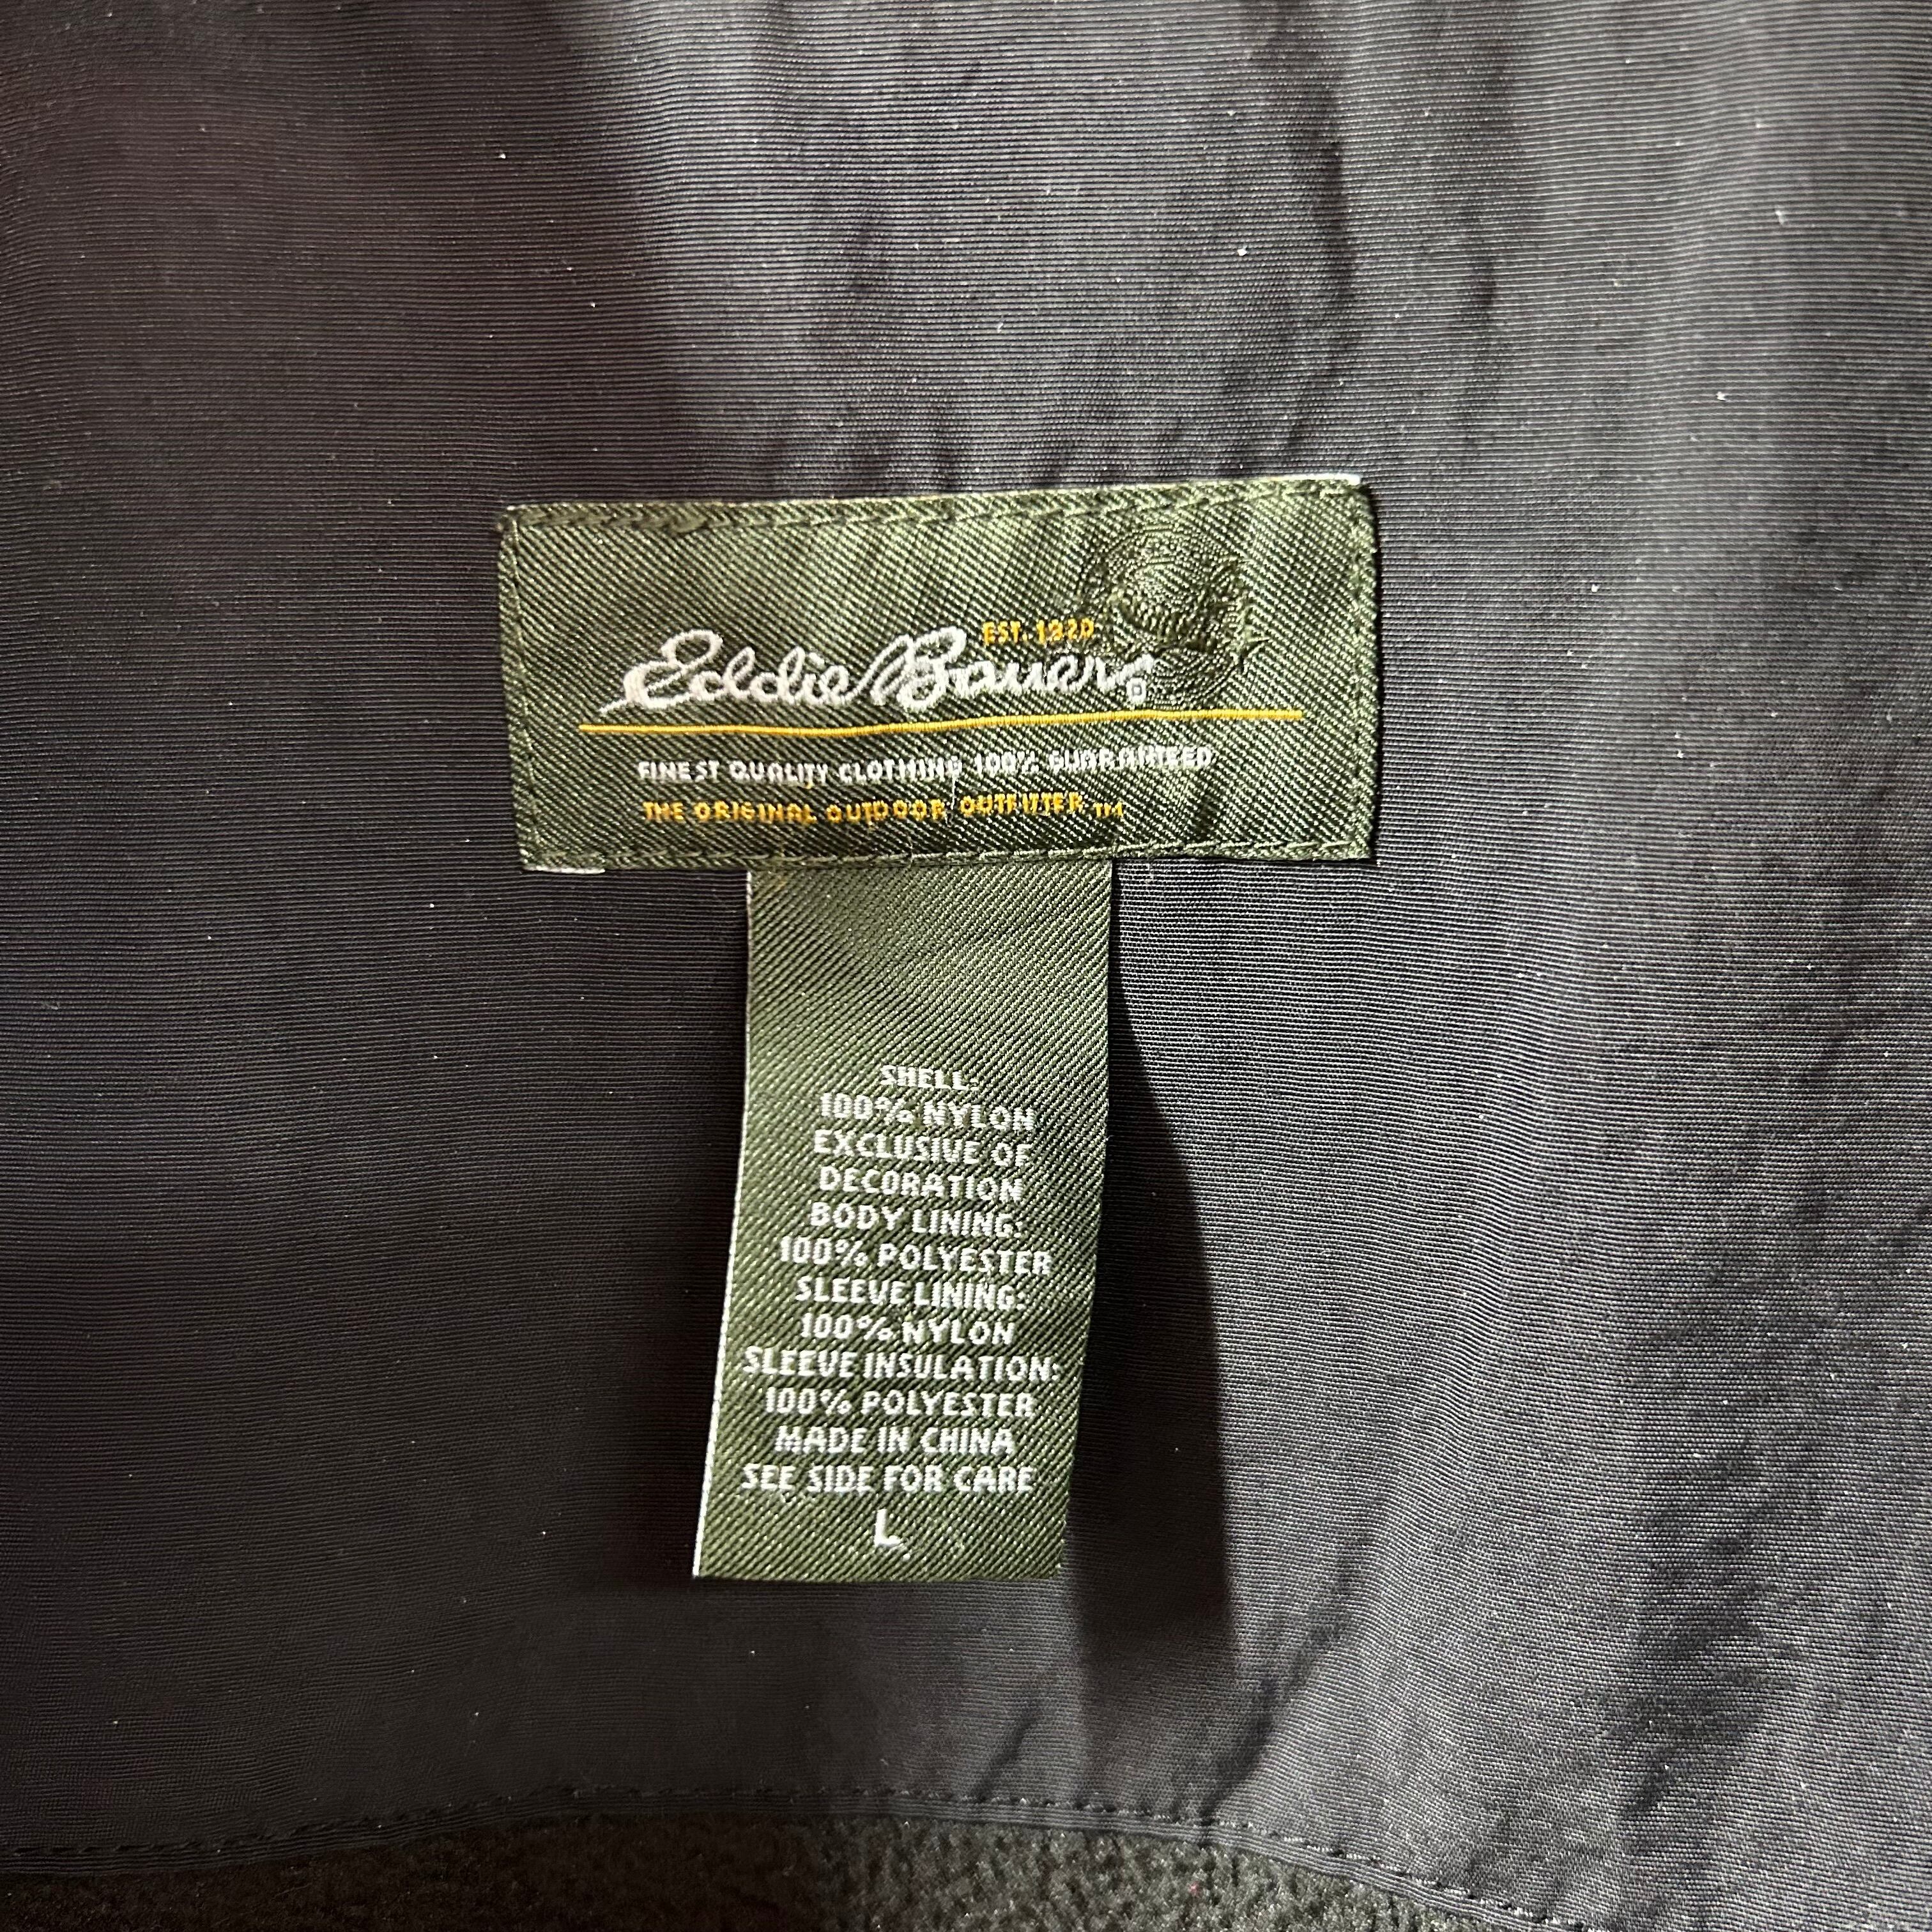 EST. 1920
Eddie Bauer
FINEST QUALITY CLOTHING 100% GUARANTEED
THE ORIGINAL OUTDOOR OUTFITTER ™
SHELL:
100% NYLON
EXCLUSIVE OF
DECORATION
BODY LINING:
100% POLYESTER
SLEEVE LINING:
100% NYLON
SLEEVE INSULATION:
100% POLYESTER
MADE IN CHINA
SEE SIDE FOR CARE
L